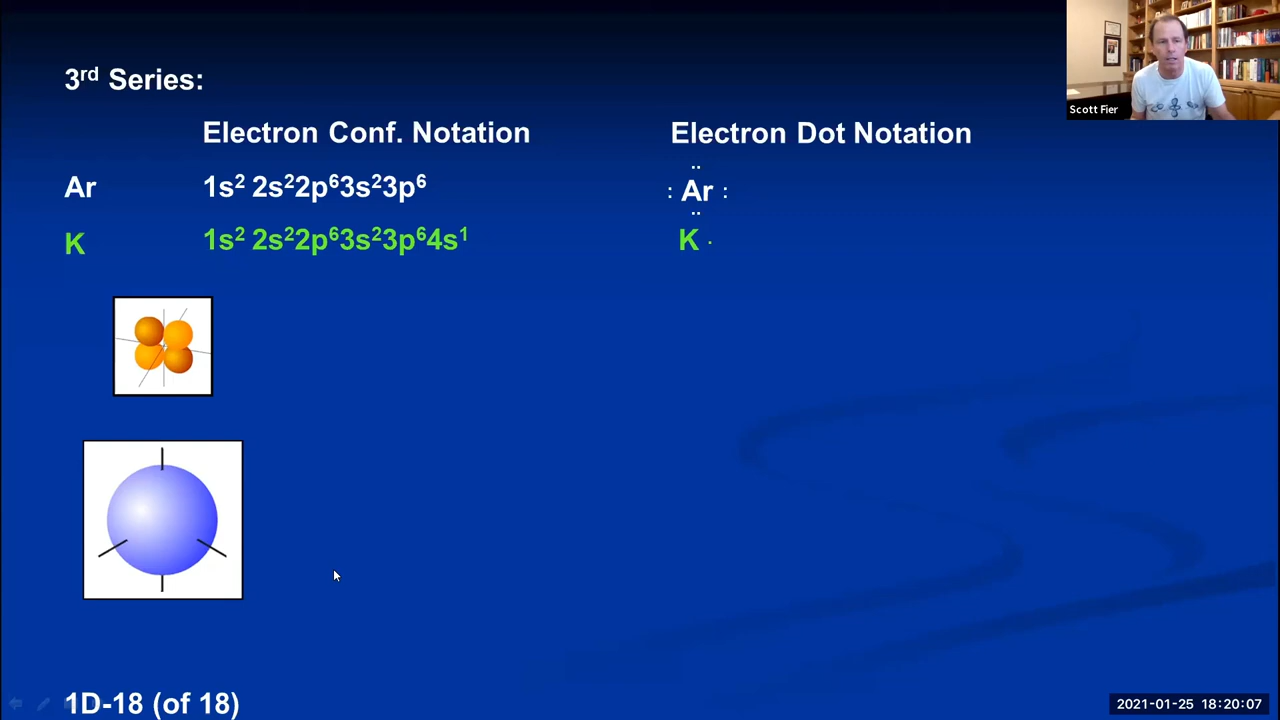 3rd Series:
Electron Conf. Notation Electron Dot Notation
Ar 1s² 2s²2p⁶3s²3p⁶ : Ar :
K 1s² 2s²2p⁶3s²3p⁶4s¹ K ·
Scott Fier
1D-18 (of 18)
2021-01-25 18:20:07